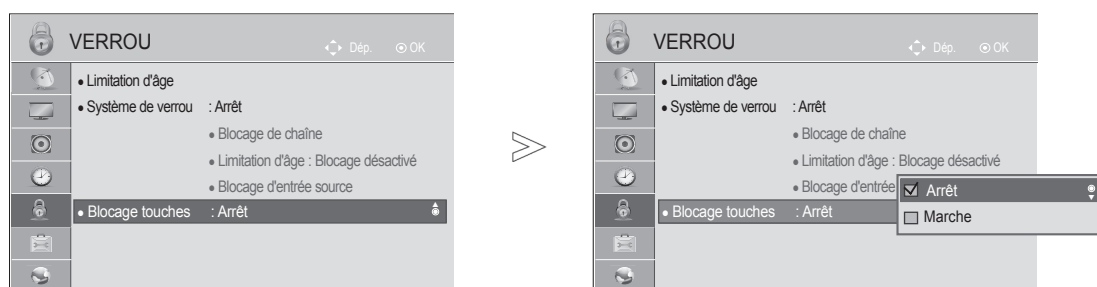 VERROU Dép. OK
• Limitation d'âge
• Système de verrou : Arrêt
• Blocage de chaîne
• Limitation d'âge : Blocage désactivé
• Blocage d'entrée source
• Blocage touches : Arrêt
VERROU Dép. OK
• Limitation d'âge
• Système de verrou : Arrêt
• Blocage de chaîne
• Limitation d'âge : Blocage désactivé
• Blocage d'entrée
• Blocage touches : Arrêt
Arrêt
Marche